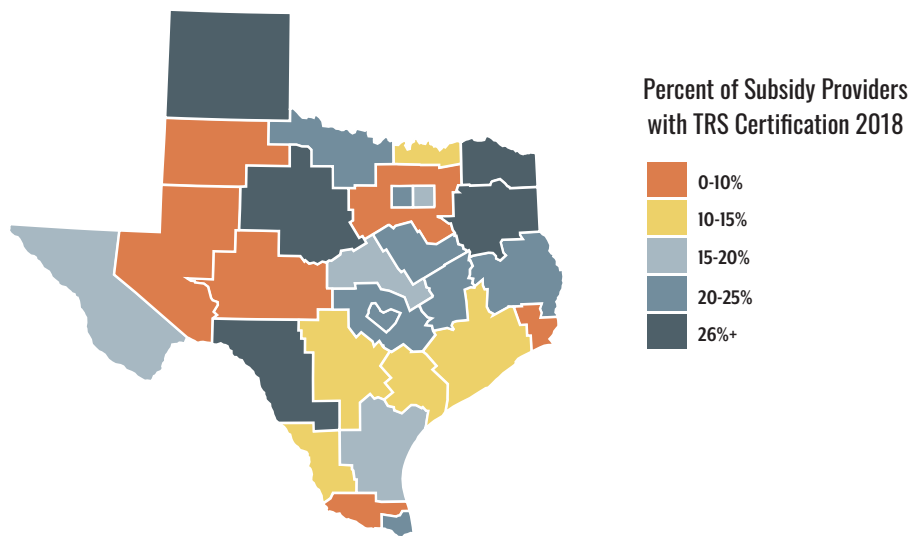 Percent of Subsidy Providers
with TRS Certification 2018
0-10%
10-15%
15-20%
20-25%
26%+